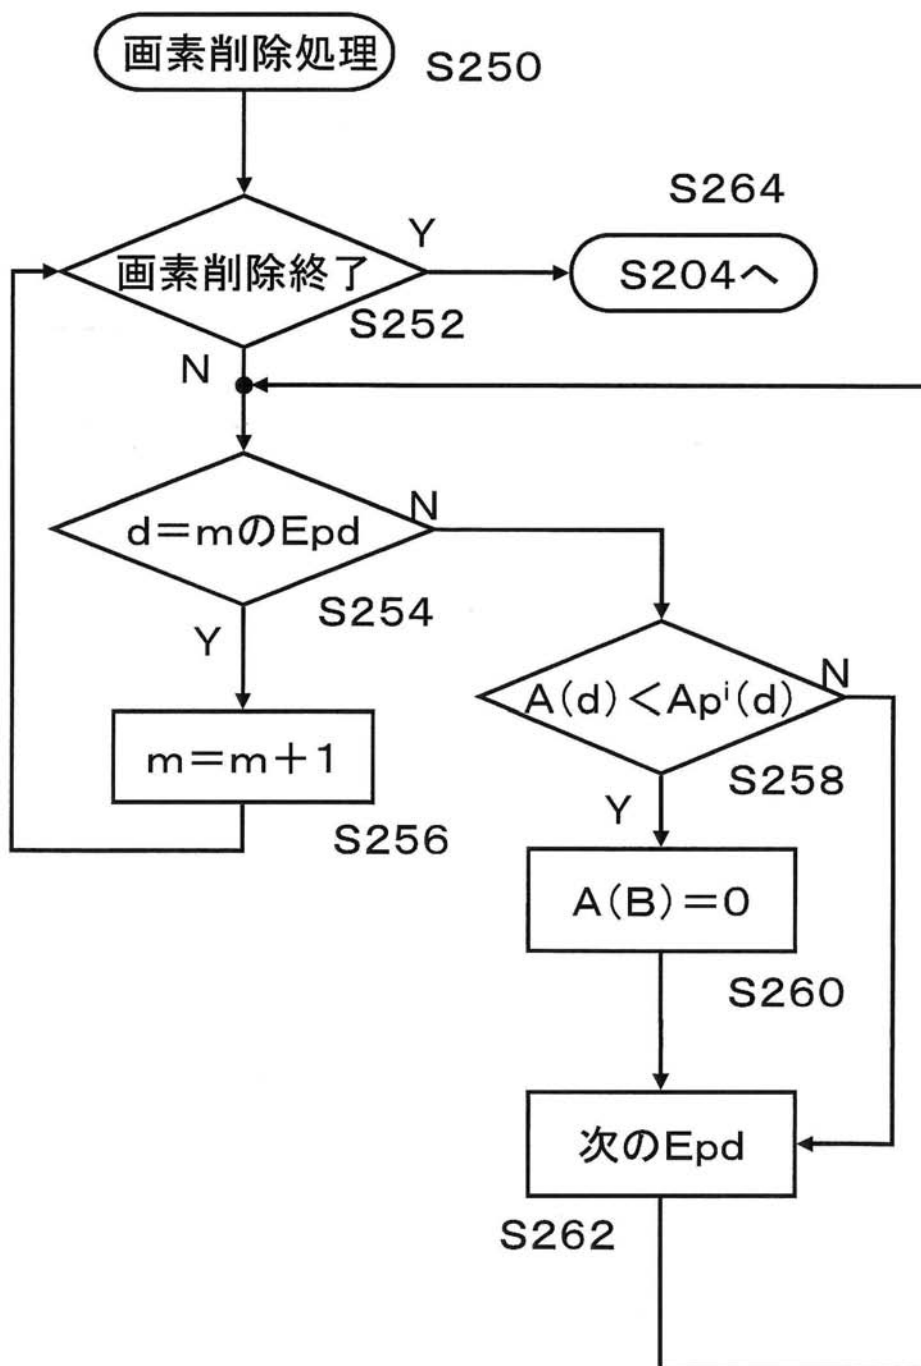 画素削除処理
S250
S264
Y
画素削除終了
S204へ
S252
N
d=mのEpd
N
S254
Y
A(d)<Apⁱ(d)
N
m=m+1
S258
Y
S256
A(B)=0
S260
次のEpd
S262